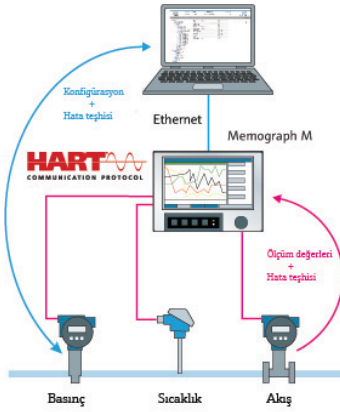 Konfigürasyon
+
Hata teşhisi
Ethernet
Memograph M
HART
COMMUNICATION PROTOCOL
Ölçüm değerleri
+
Hata teşhisi
Basınç
Sıcaklık
Akış